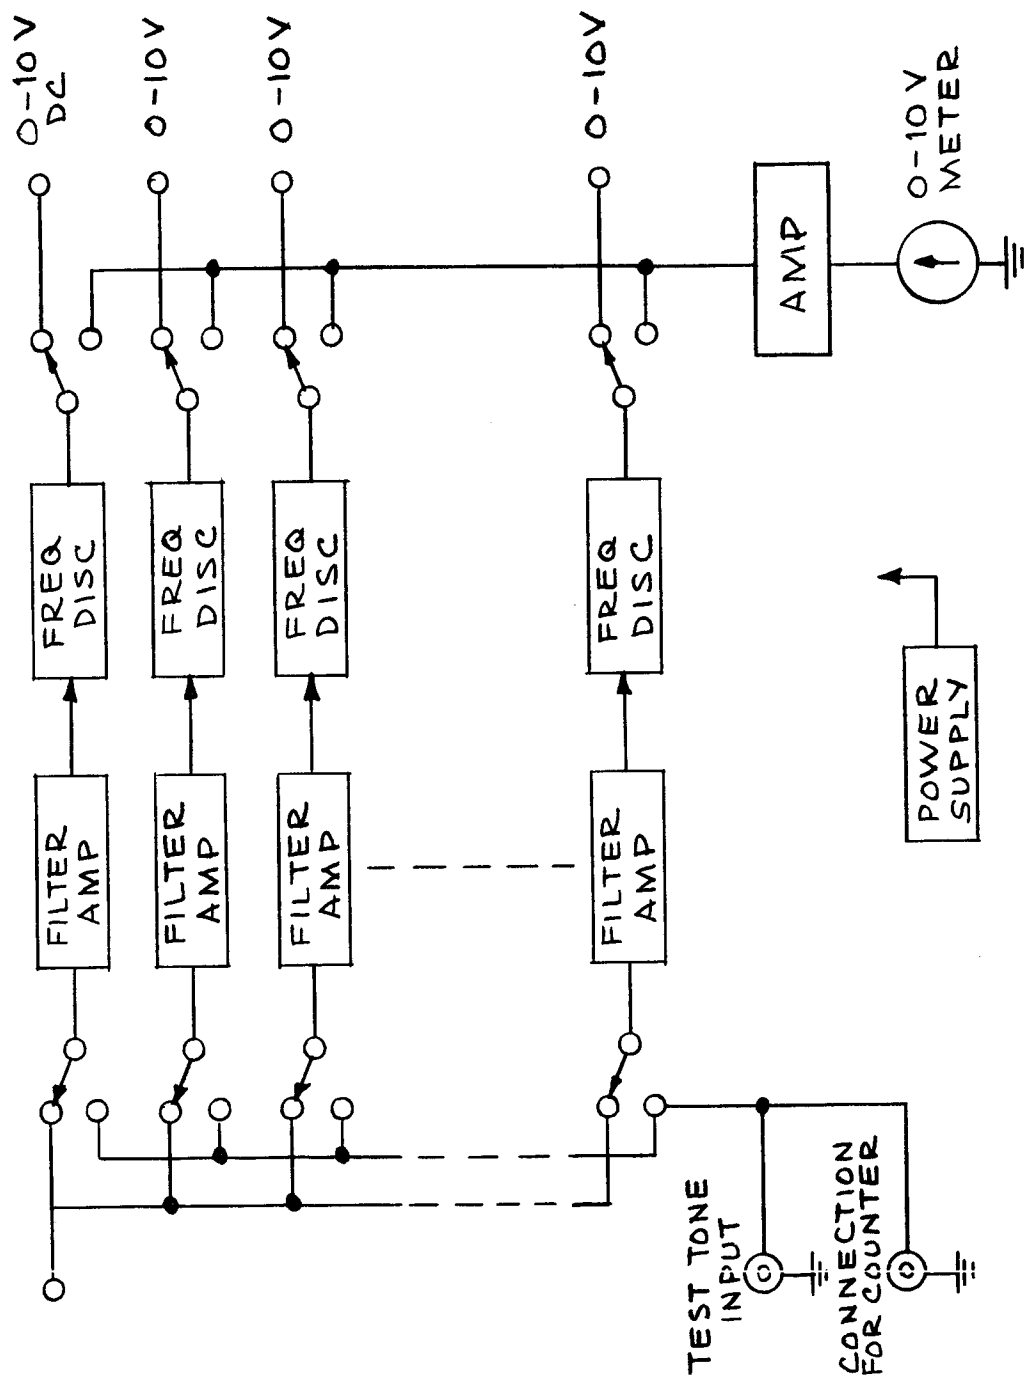 0-10V
DC
FILTER
AMP
FREQ
DISC
0-10V
FILTER
AMP
FREQ
DISC
0-10V
FILTER
AMP
FREQ
DISC
0-10V
FILTER
AMP
FREQ
DISC
TEST TONE
INPUT
AMP
CONNECTION
FOR COUNTER
POWER
SUPPLY
0-10V
METER